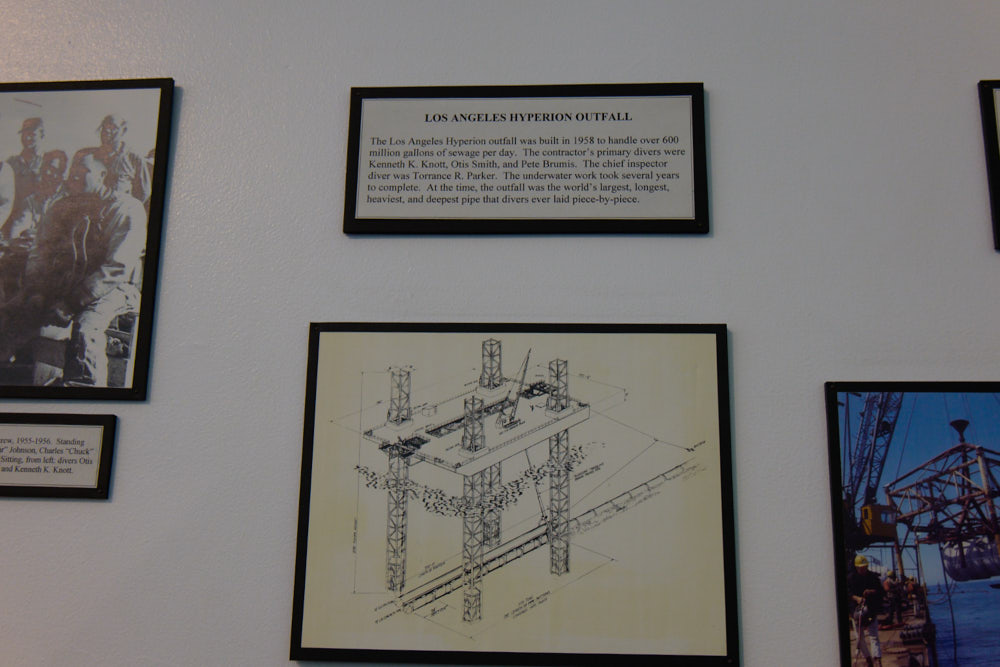 LOS ANGELES HYPERION OUTFALL
The Los Angeles Hyperion outfall was built in 1958 to handle over 600
million gallons of sewage per day. The contractor's primary divers were
Kenneth K. Knott, Otis Smith, and Pete Brumis. The chief inspector
diver was Torrance R. Parker. The underwater work took several years
to complete. At the time, the outfall was the world's largest, longest,
heaviest, and deepest pipe that divers ever laid piece-by-piece.
1955-1956. Standing
Johnson, Charles "Chuck"
Sitting, from left: divers Otis
and Kenneth K. Knott.